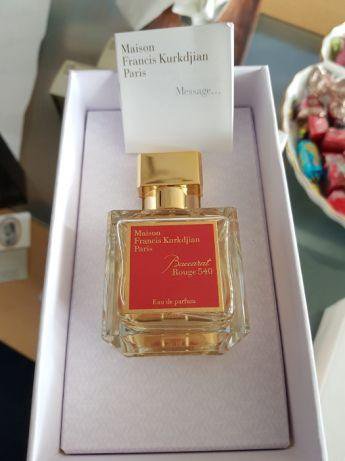 Maison
Francis Kurkdjian
Paris
Message...
Maison
Francis Kurkdjian
Paris
Baccarat
Rouge 540
Eau de parfum